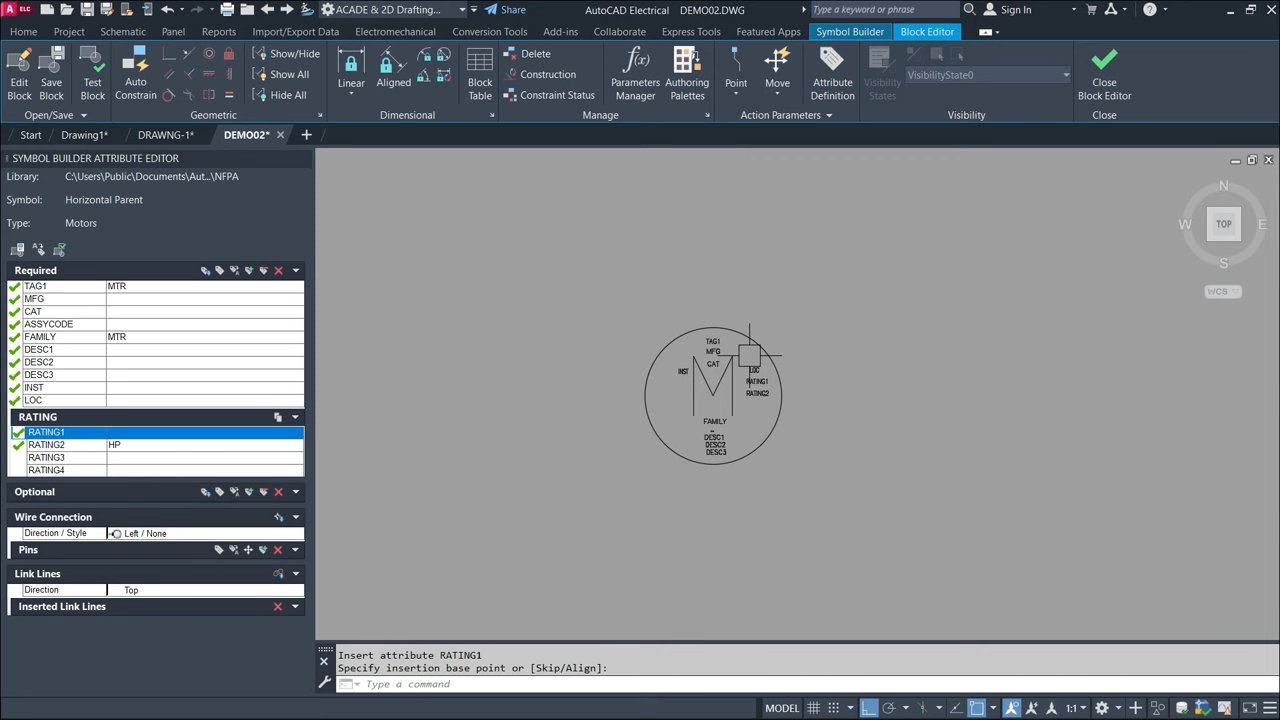 ELC
ACADE & 2D Drafting...
Share
AutoCAD Electrical
DEMO02.DWG
Type a keyword or phrase
Sign In
Home
Project
Schematic
Panel
Reports
Import/Export Data
Electromechanical
Conversion Tools
Add-ins
Collaborate
Express Tools
Featured Apps
Symbol Builder
Block Editor
Edit Block
Save Block
Test Block
Open/Save
Auto Constrain
Show/Hide
Show All
Hide All
Geometric
Linear
Aligned
Dimensional
Block Table
Delete
Construction
Constraint Status
Manage
Parameters Manager
Authoring Palettes
Point
Move
Attribute Definition
Action Parameters
Visibility States
VisibilityState0
Visibility
Close Block Editor
Close
Start
Drawing1*
DRAWNG-1*
DEMO02*
SYMBOL BUILDER ATTRIBUTE EDITOR
Library: C:\Users\Public\Documents\Aut...\NFPA
Symbol: Horizontal Parent
Type: Motors
Required
TAG1 MTR
MFG
CAT
ASSYCODE
FAMILY MTR
DESC1
DESC2
DESC3
INST
LOC
RATING
RATING1
RATING2 HP
RATING3
RATING4
Optional
Wire Connection
Direction / Style Left / None
Pins
Link Lines
Direction Top
Inserted Link Lines
TAG1
MFG
CAT
INST
LOC
RATING1
RATING2
M
FAMILY
DESC1
DESC2
DESC3
N
W
TOP
E
S
WCS
Insert attribute RATING1
Specify insertion base point or [Skip/Align]:
Type a command
MODEL
1:1